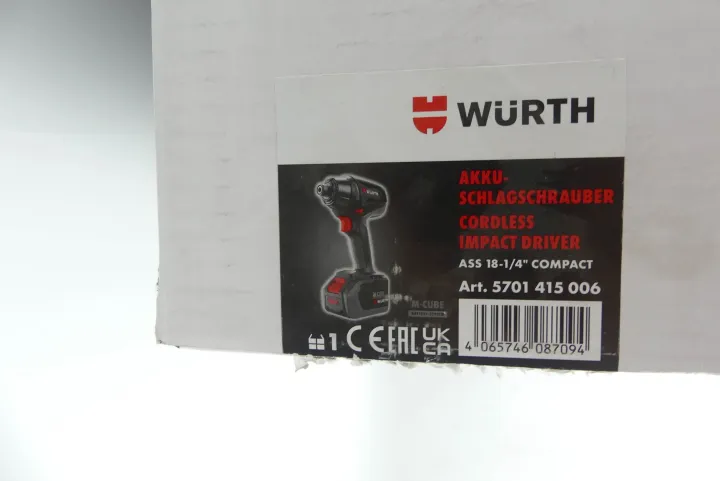 WÜRTH
AKKU-
SCHLAGSCHRAUBER
CORDLESS
IMPACT DRIVER
ASS 18-1/4" COMPACT
Art. 5701 415 006
M-CUBE
1 CE EAC UK
CA
4 065746 087094